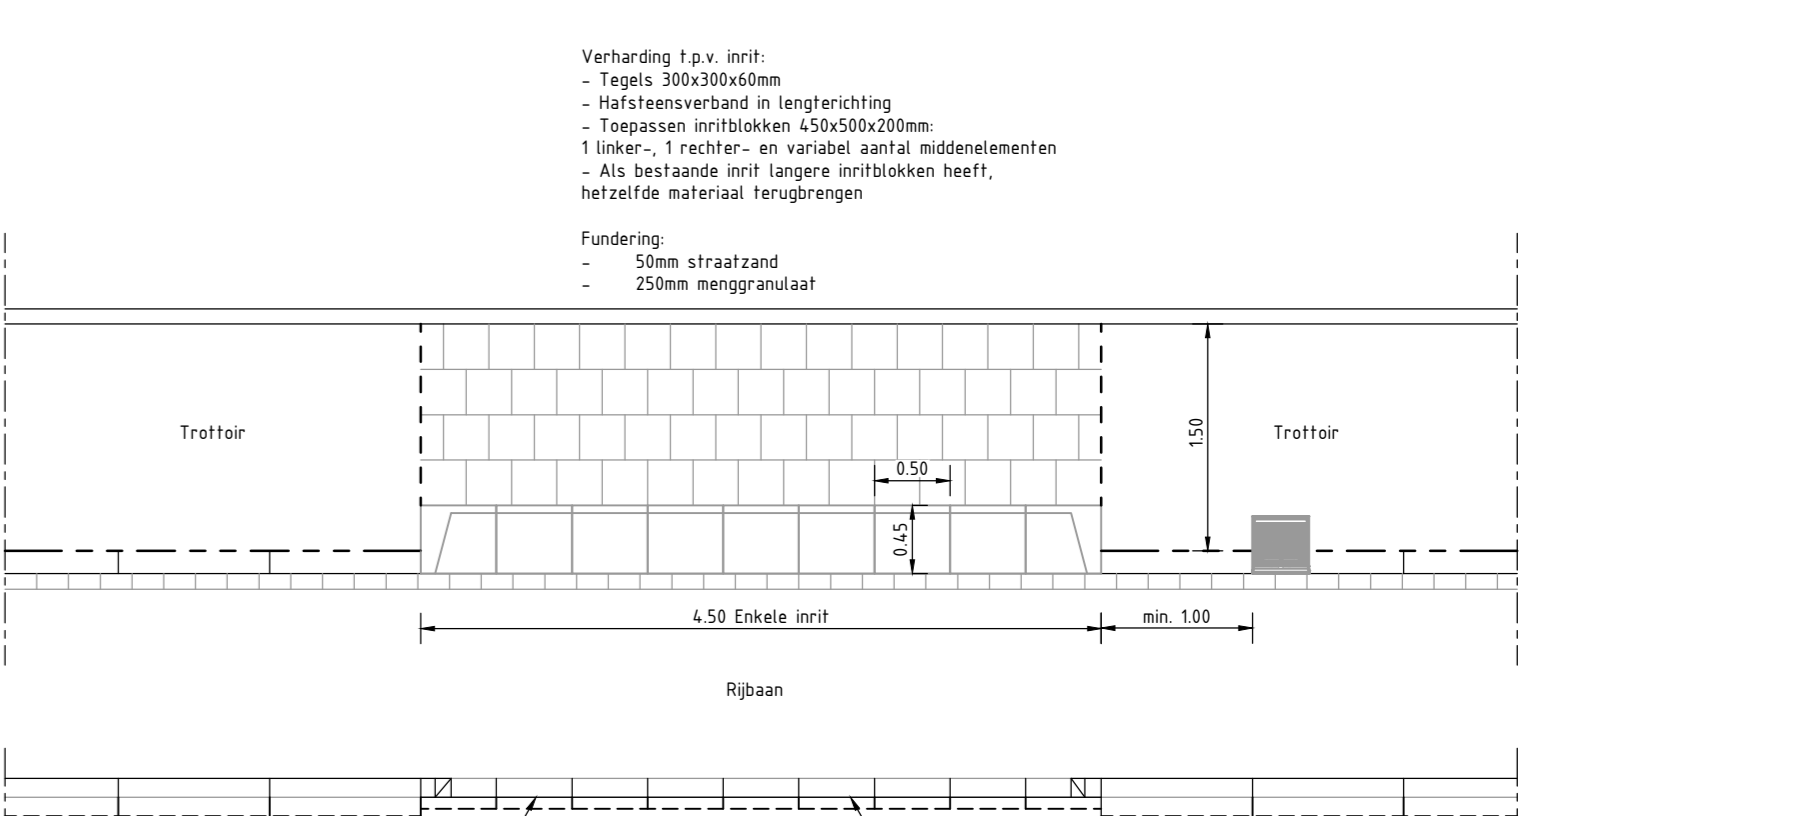 Verharding t.p.v. inrit:
- Tegels 300x300x60mm
- Hafsteensverband in lengterichting
- Toepassen inritblokken 450x500x200mm:
1 linker-, 1 rechter- en variabel aantal middenelementen
- Als bestaande inrit langere inritblokken heeft,
hetzelfde materiaal terugbrengen
Fundering:
- 50mm straatzand
- 250mm menggranulaat
Trottoir
1.50
Trottoir
0.50
0.45
4.50 Enkele inrit
min. 1.00
Rijbaan